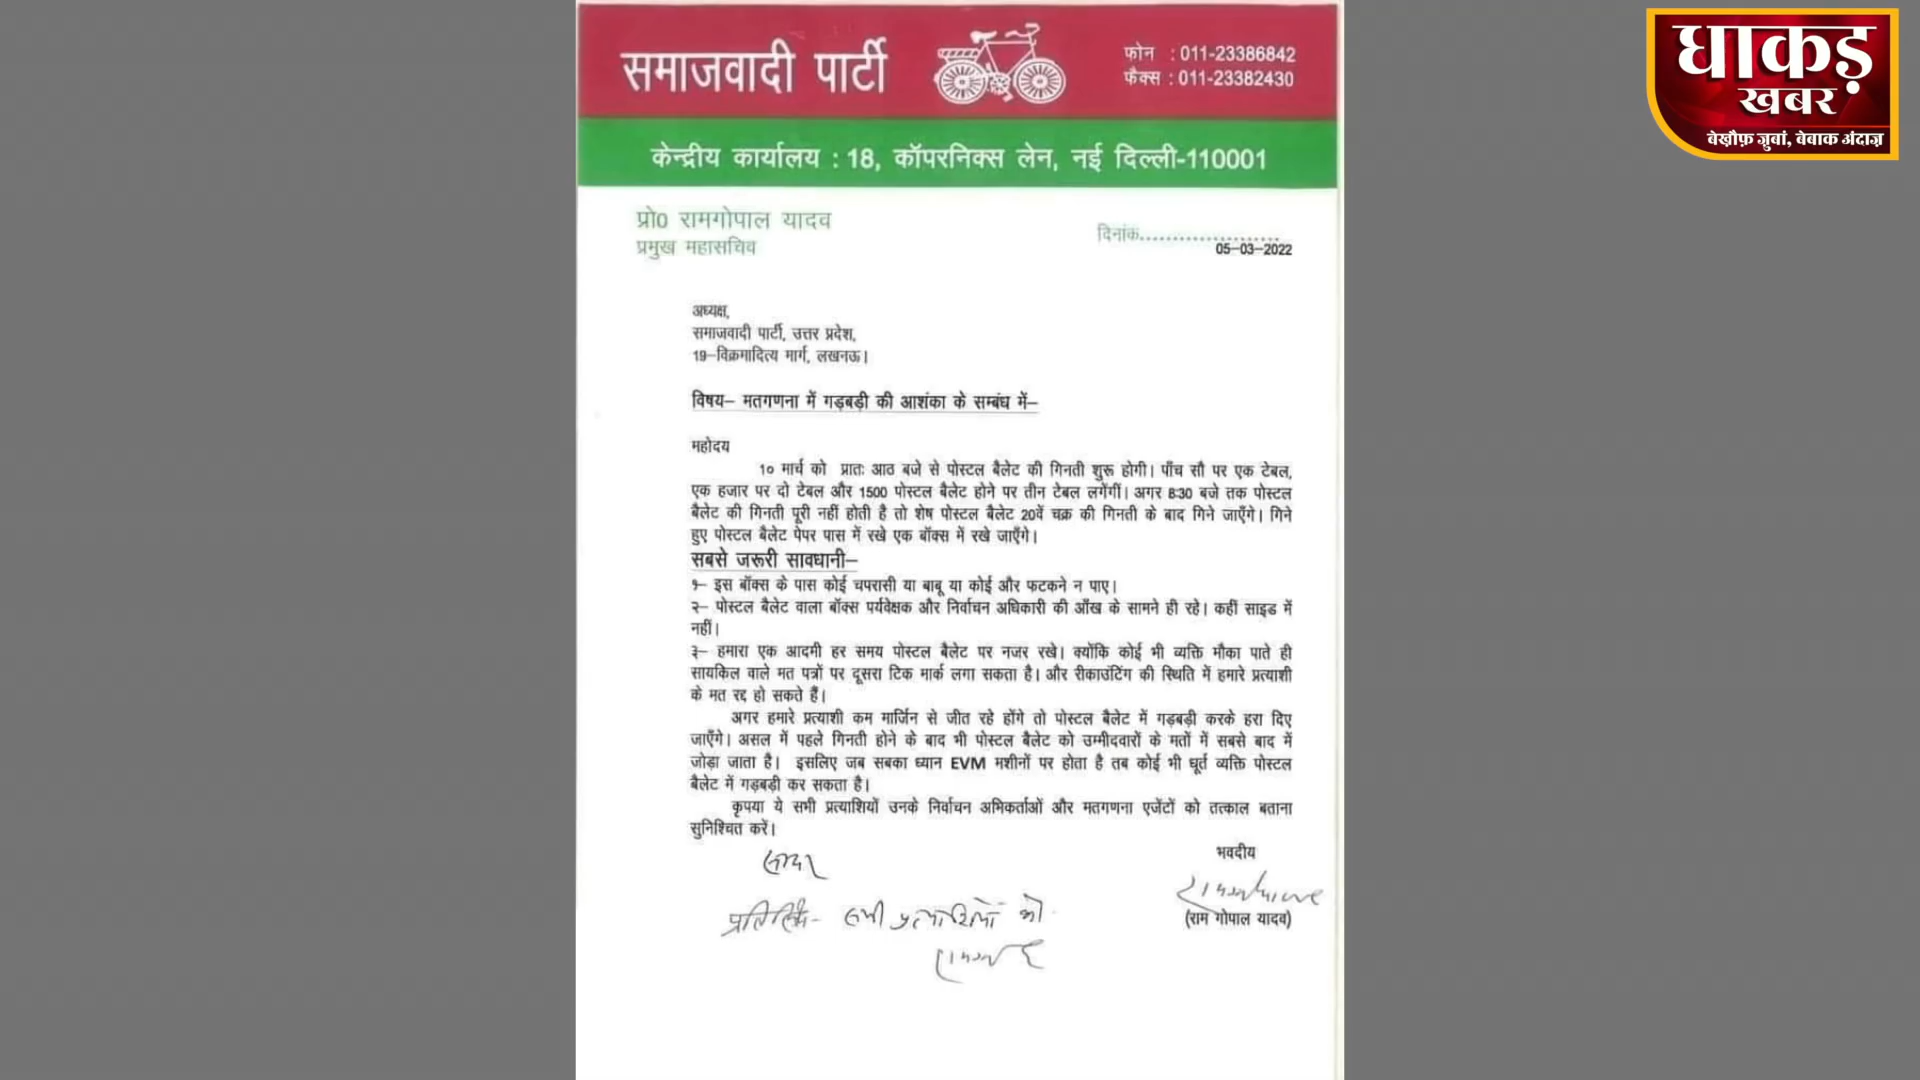 समाजवादी पार्टी
फोन : 011-23386842
फैक्स : 011-23382430
केन्द्रीय कार्यालय : 18, कॉपरनिक्स लेन, नई दिल्ली-110001
धाकड़
खबर
बेख़ौफ़ जुबां, बेबाक अंदाज़
प्रो0 रामगोपाल यादव
प्रमुख महासचिव
दिनांक......................
05-03-2022
अध्यक्ष,
समाजवादी पार्टी, उत्तर प्रदेश,
19-विक्रमादित्य मार्ग, लखनऊ।
विषय- मतगणना में गड़बड़ी की आशंका के सम्बंध में-
महोदय
१० मार्च को प्रातः आठ बजे से पोस्टल बैलेट की गिनती शुरू होगी। पाँच सौ पर एक टेबल,
एक हजार पर दो टेबल और 1500 पोस्टल बैलेट होने पर तीन टेबल लगेंगीं। अगर 8:30 बजे तक पोस्टल
बैलेट की गिनती पूरी नहीं होती है तो शेष पोस्टल बैलेट 20वें चक्र की गिनती के बाद गिने जाएँगे। गिने
हुए पोस्टल बैलेट पेपर पास में रखे एक बॉक्स में रखे जाएँगे।
सबसे जरूरी सावधानी-
१- इस बॉक्स के पास कोई चपरासी या बाबू या कोई और फटकने न पाए।
२- पोस्टल बैलेट वाला बॉक्स पर्यवेक्षक और निर्वाचन अधिकारी की आँख के सामने ही रहे। कहीं साइड में
नहीं।
३- हमारा एक आदमी हर समय पोस्टल बैलेट पर नजर रखे। क्योंकि कोई भी व्यक्ति मौका पाते ही
सायकिल वाले मत पत्रों पर दूसरा टिक मार्क लगा सकता है। और रीकाउंटिंग की स्थिति में हमारे प्रत्याशी
के मत रद्द हो सकते हैं।
अगर हमारे प्रत्याशी कम मार्जिन से जीत रहे होंगे तो पोस्टल बैलेट में गड़बड़ी करके हरा दिए
जाएँगे। असल में पहले गिनती होने के बाद भी पोस्टल बैलेट को उम्मीदवारों के मतों में सबसे बाद में
जोड़ा जाता है। इसलिए जब सबका ध्यान EVM मशीनों पर होता है तब कोई भी धूर्त व्यक्ति पोस्टल
बैलेट में गड़बड़ी कर सकता है।
कृपया ये सभी प्रत्याशियों उनके निर्वाचन अभिकर्ताओं और मतगणना एजेंटों को तत्काल बताना
सुनिश्चित करें।
सादर
भवदीय
(राम गोपाल यादव)
प्रतिलिपि- सभी प्रत्याशियों को